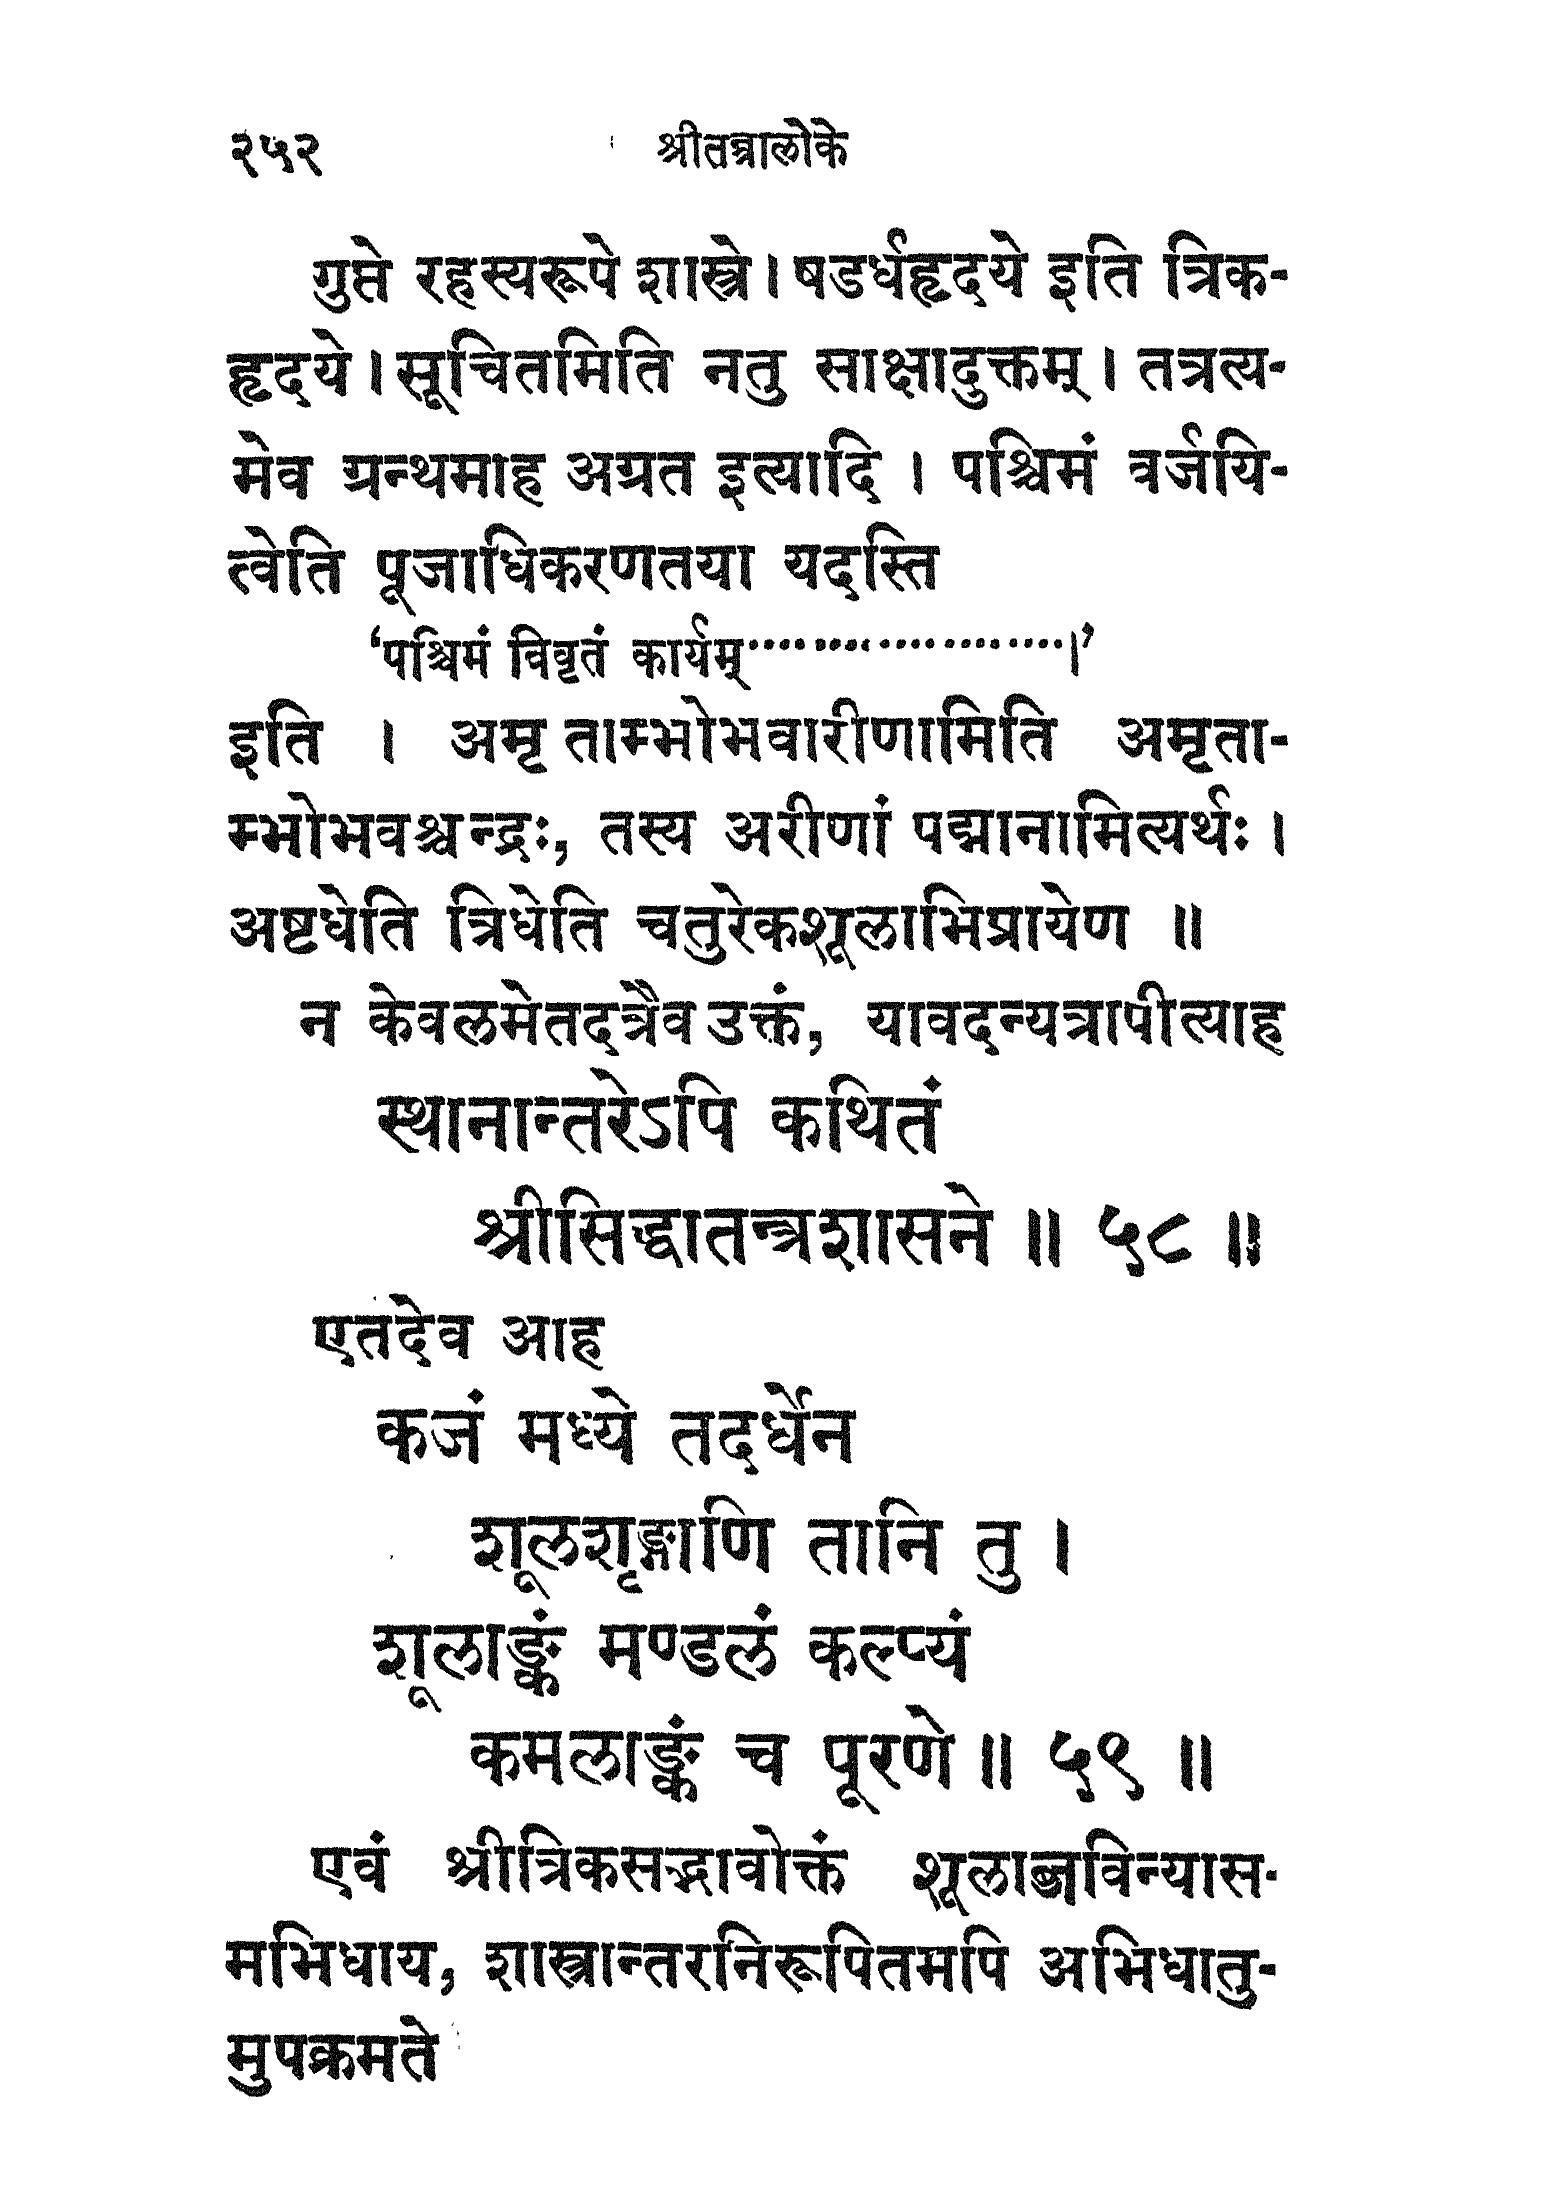 २५२ श्रीतन्त्रालोके
गुप्ते रहस्यरूपे शास्त्रे। षडर्धहृदये इति त्रिक-
हृदये। सूचितमिति नतु साक्षादुक्तम्। तत्रत्य-
मेव ग्रन्थमाह अग्रत इत्यादि । पश्चिमं वर्जयि-
त्वेति पूजाधिकरणतया यदस्ति
‘पश्चिमं विवृतं कार्यम्....................।’
इति । अमृ ताम्भोभवारीणामिति अमृता-
म्भोभवश्चन्द्रः, तस्य अरीणां पद्मानामित्यर्थः ।
अष्टधेति त्रिधेति चतुरेकशूलाभिप्रायेण ॥
न केवलमेतदत्रैव उक्तं, यावदन्यत्रापीत्याह
स्थानान्तरेऽपि कथितं
श्रीसिद्धातन्त्रशासने ॥ ५८ ॥
एतदेव आह
कजं मध्ये तदर्धेन
शूलशृङ्गाणि तानि तु ।
शूलाङ्कं मण्डलं कल्प्यं
कमलाङ्कं च पूरणे ॥ ५९ ॥
एवं श्रीत्रिकसद्भावोक्तं शूलाब्जविन्यास-
मभिधाय, शास्त्रान्तरनिरूपितमपि अभिधातु-
मुपक्रमते